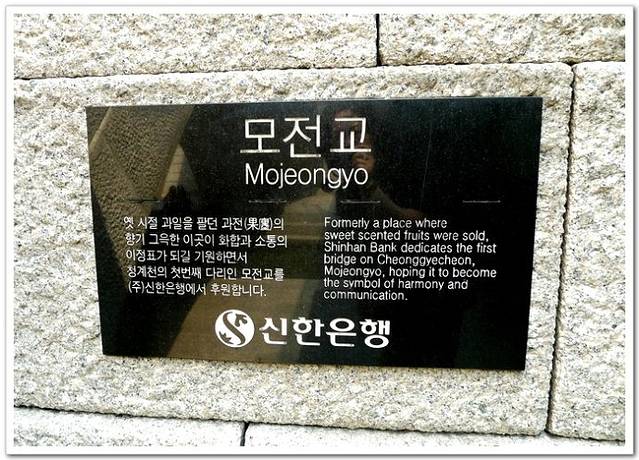 모전교
Mojeongyo
옛 시절 과일을 팔던 과전(果廛)의
향기 그윽한 이곳이 화합과 소통의
이정표가 되길 기원하면서
청계천의 첫번째 다리인 모전교를
(주)신한은행에서 후원합니다.
Formerly a place where
sweet scented fruits were sold,
Shinhan Bank dedicates the first
bridge on Cheonggyecheon,
Mojeongyo, hoping it to become
the symbol of harmony and
communication.
신한은행